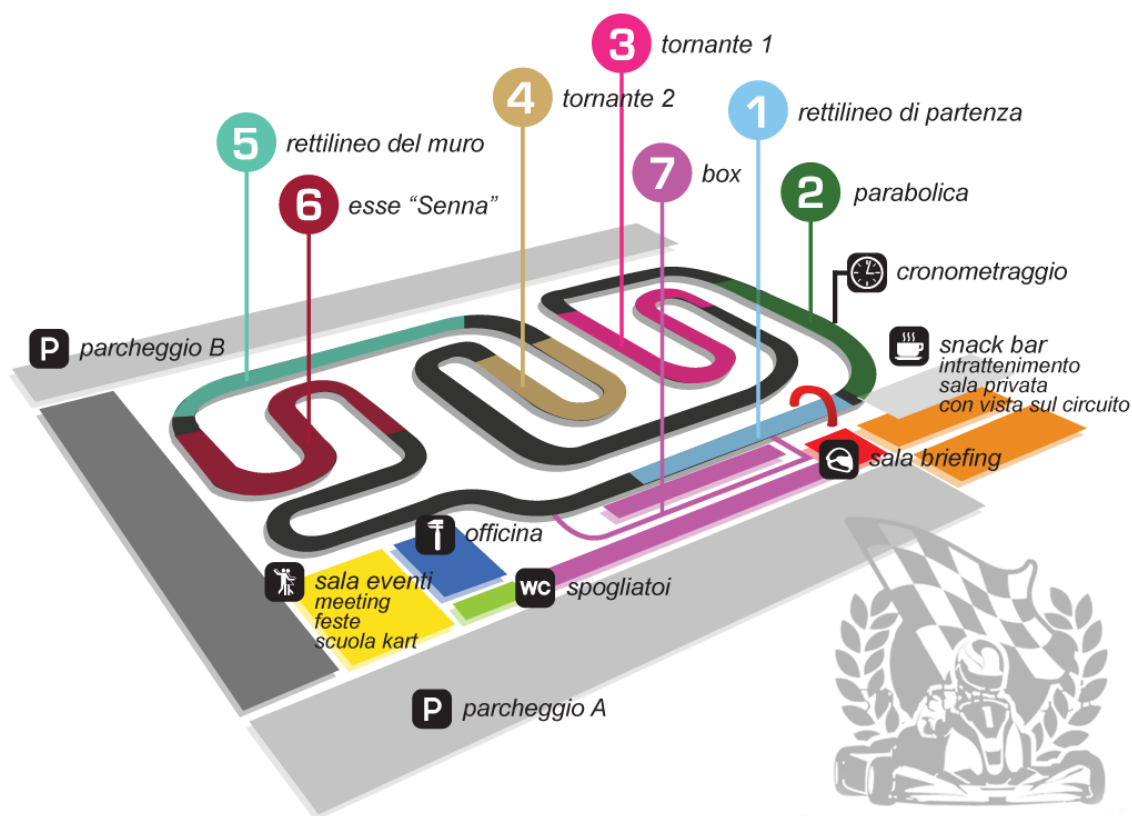 3 tornante 1
4 tornante 2
1 rettilineo di partenza
5 rettilineo del muro
7 box
6 esse “Senna”
2 parabolica
cronometraggio
P parcheggio B
snack bar
intrattenimento
sala privata
con vista sul circuito
sala briefing
officina
sala eventi
meeting
feste
scuola kart
WC spogliatoi
P parcheggio A
1